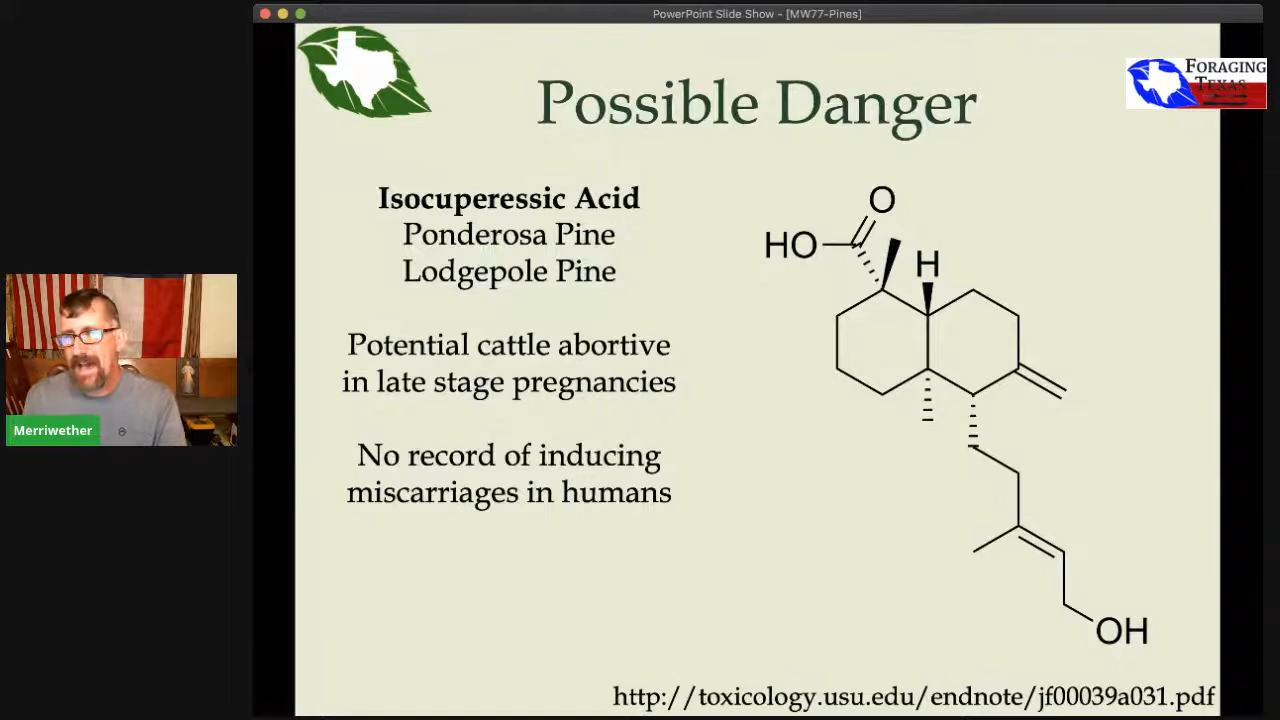 PowerPoint Slide Show - [MW77-Pines]
FORAGING
TEXAS
Possible Danger
Isocuperessic Acid
Ponderosa Pine
Lodgepole Pine
Potential cattle abortive
in late stage pregnancies
No record of inducing
miscarriages in humans
O
HO
H
OH
Merriwether
http://toxicology.usu.edu/endnote/jf00039a031.pdf